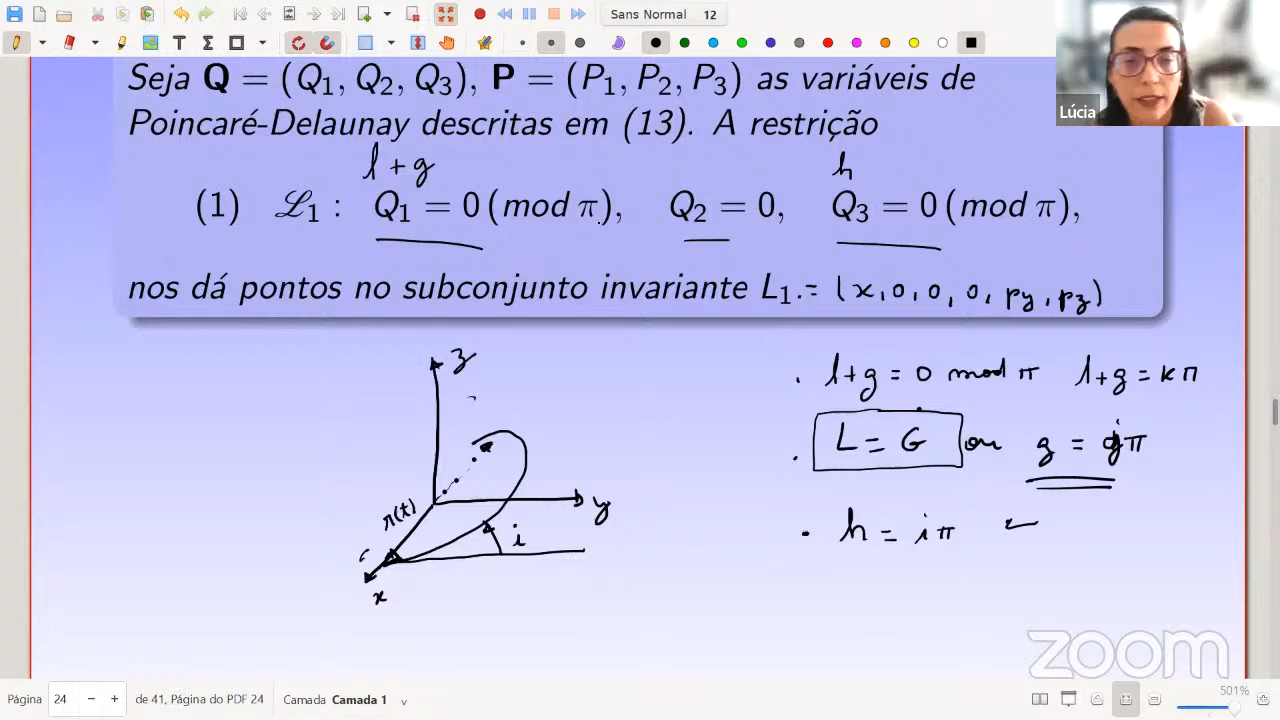 Sans Normal 12
Seja Q = (Q₁, Q₂, Q₃), P = (P₁, P₂, P₃) as variáveis de
Poincaré-Delaunay descritas em (13). A restrição
l + g h
(1) ℒ₁ : Q₁ = 0 (mod π), Q₂ = 0, Q₃ = 0 (mod π),
nos dá pontos no subconjunto invariante L₁.= (x, 0, 0, 0, py, pz)
Lúcia
z
y
x
r(t)
i
. l+g = 0 mod π l+g = kπ
. L = G ou g = jπ
. h = iπ ←
zoom
Página 24 − + de 41, Página do PDF 24 Camada Camada 1 501%